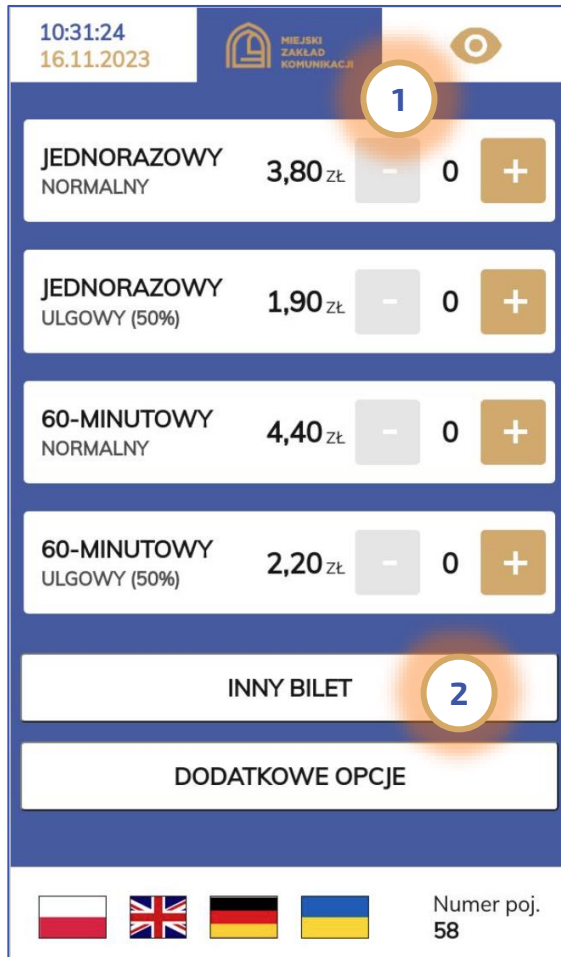 10:31:24
16.11.2023
MIEJSKI
ZAKŁAD
KOMUNIKACJI
1
JEDNORAZOWY
NORMALNY
3,80 ZŁ - 0 +
JEDNORAZOWY
ULGOWY (50%)
1,90 ZŁ - 0 +
60-MINUTOWY
NORMALNY
4,40 ZŁ - 0 +
60-MINUTOWY
ULGOWY (50%)
2,20 ZŁ - 0 +
INNY BILET
2
DODATKOWE OPCJE
Numer poj.
58